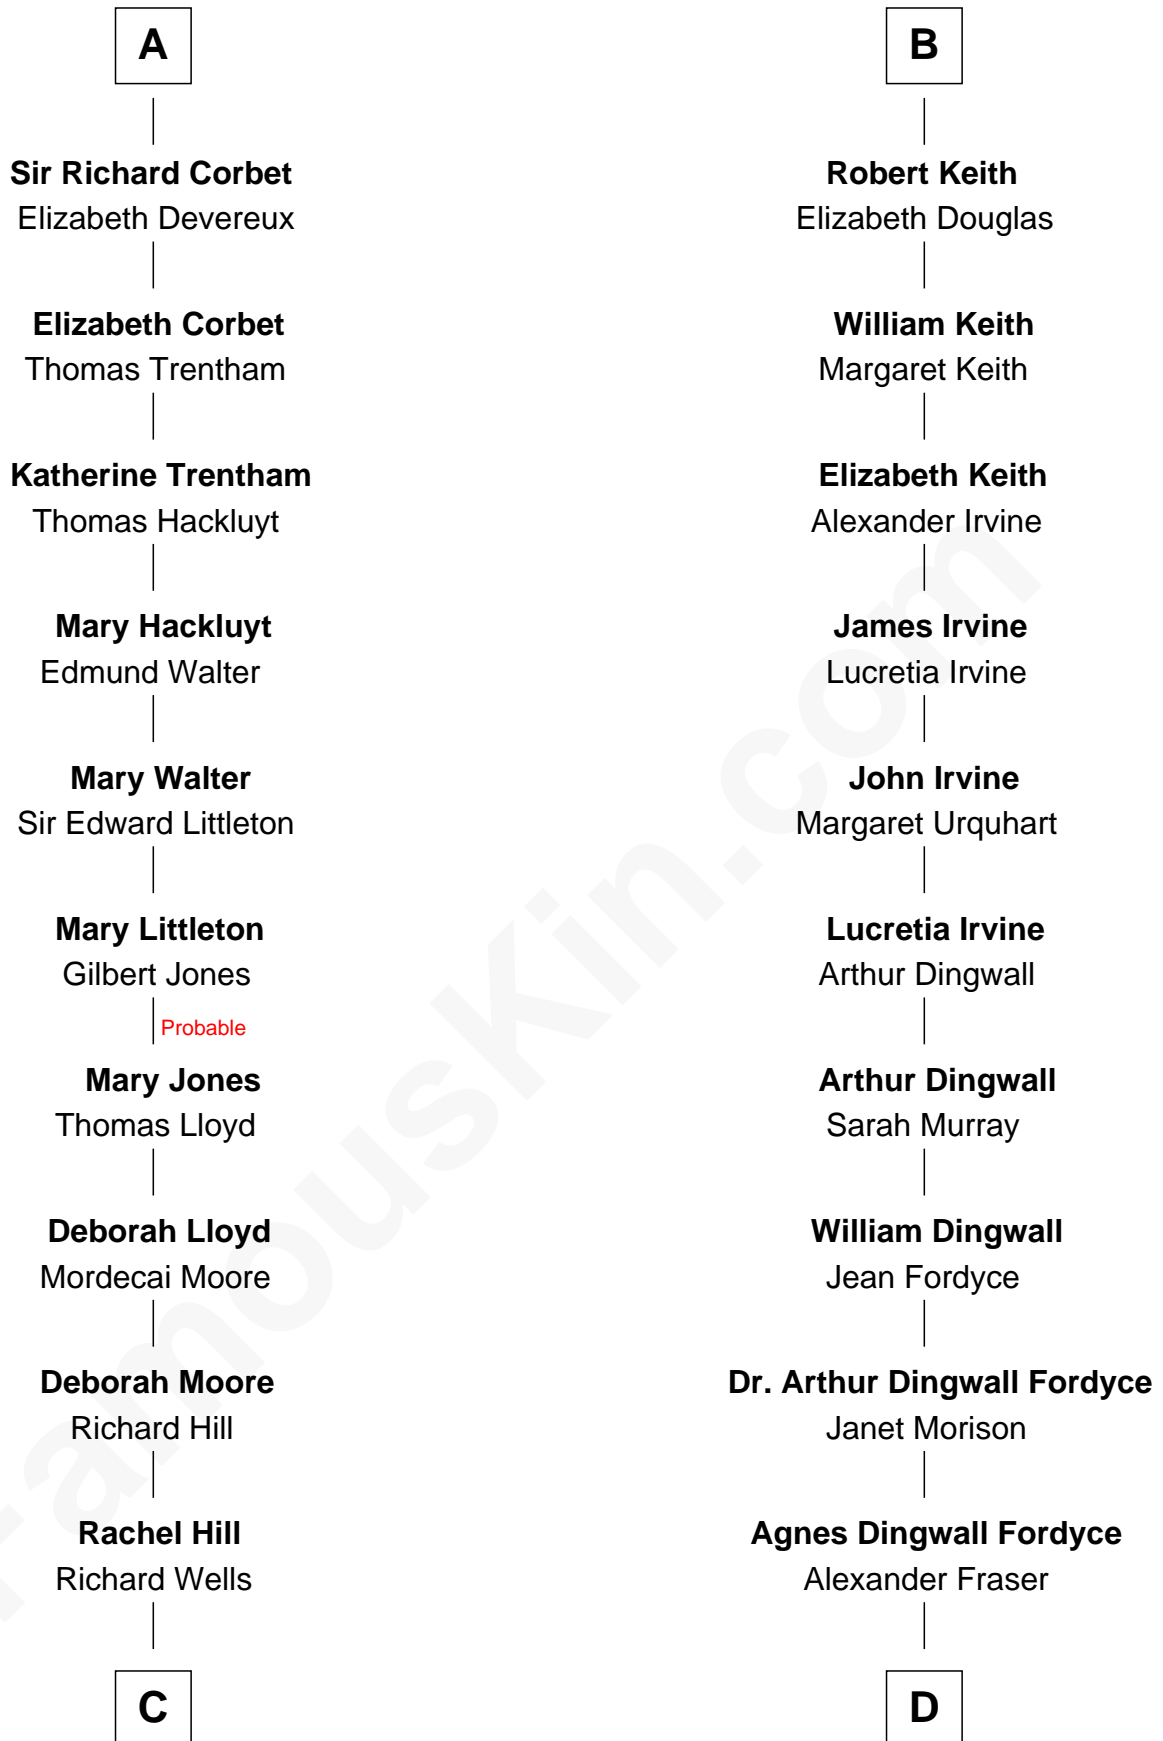 A
Sir Richard Corbet
Elizabeth Devereux
Elizabeth Corbet
Thomas Trentham
Katherine Trentham
Thomas Hackluyt
Mary Hackluyt
Edmund Walter
Mary Walter
Sir Edward Littleton
Mary Littleton
Gilbert Jones
Probable
Mary Jones
Thomas Lloyd
Deborah Lloyd
Mordecai Moore
Deborah Moore
Richard Hill
Rachel Hill
Richard Wells
C
B
Robert Keith
Elizabeth Douglas
William Keith
Margaret Keith
Elizabeth Keith
Alexander Irvine
James Irvine
Lucretia Irvine
John Irvine
Margaret Urquhart
Lucretia Irvine
Arthur Dingwall
Arthur Dingwall
Sarah Murray
William Dingwall
Jean Fordyce
Dr. Arthur Dingwall Fordyce
Janet Morison
Agnes Dingwall Fordyce
Alexander Fraser
D
FamousKin.com